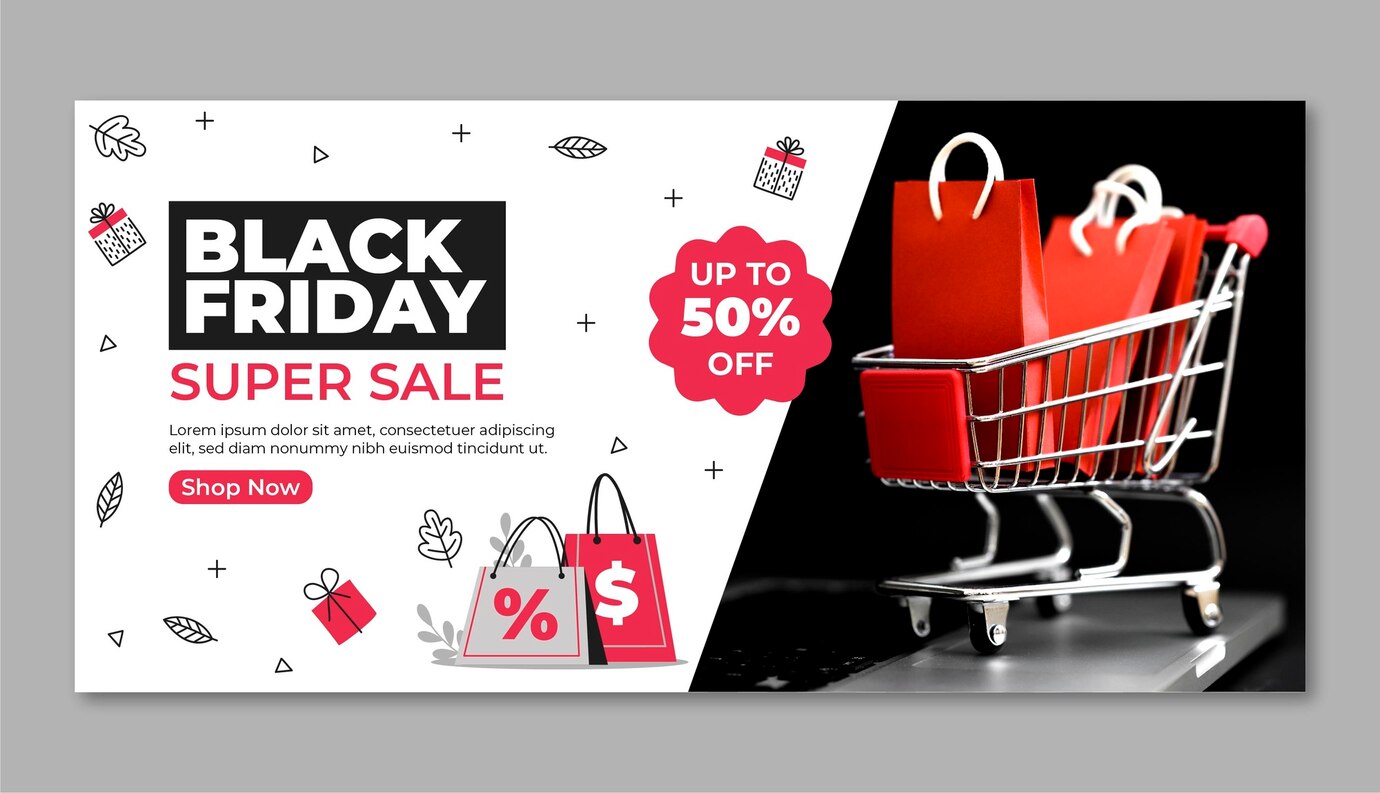 BLACK
FRIDAY
SUPER SALE
Lorem ipsum dolor sit amet, consectetuer adipiscing
elit, sed diam nonummy nibh euismod tincidunt ut.
Shop Now
UP TO
50%
OFF
%
$